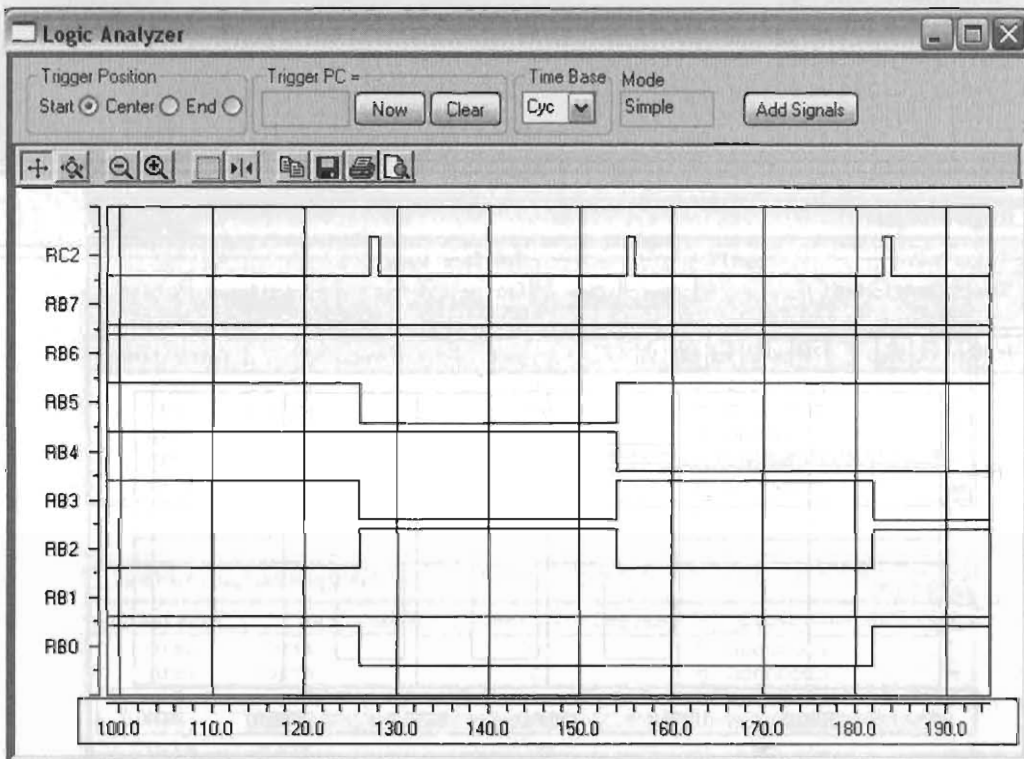 Logic Analyzer
Trigger Position
Start Center End
Trigger PC =
Now Clear
Time Base
Cyc
Mode
Simple
Add Signals
RC2
RB7
RB6
RB5
RB4
RB3
RB2
RB1
RB0
100.0 110.0 120.0 130.0 140.0 150.0 160.0 170.0 180.0 190.0